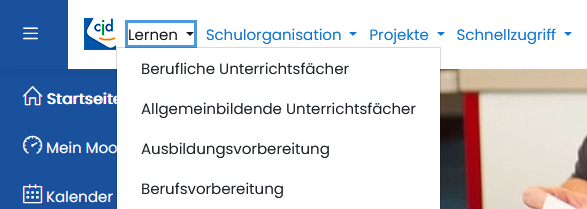 cjd
Lernen Schulorganisation Projekte Schnellzugriff
Berufliche Unterrichtsfächer
Startseite
Allgemeinbildende Unterrichtsfächer
Mein Moo
Ausbildungsvorbereitung
Berufsvorbereitung
Kalender